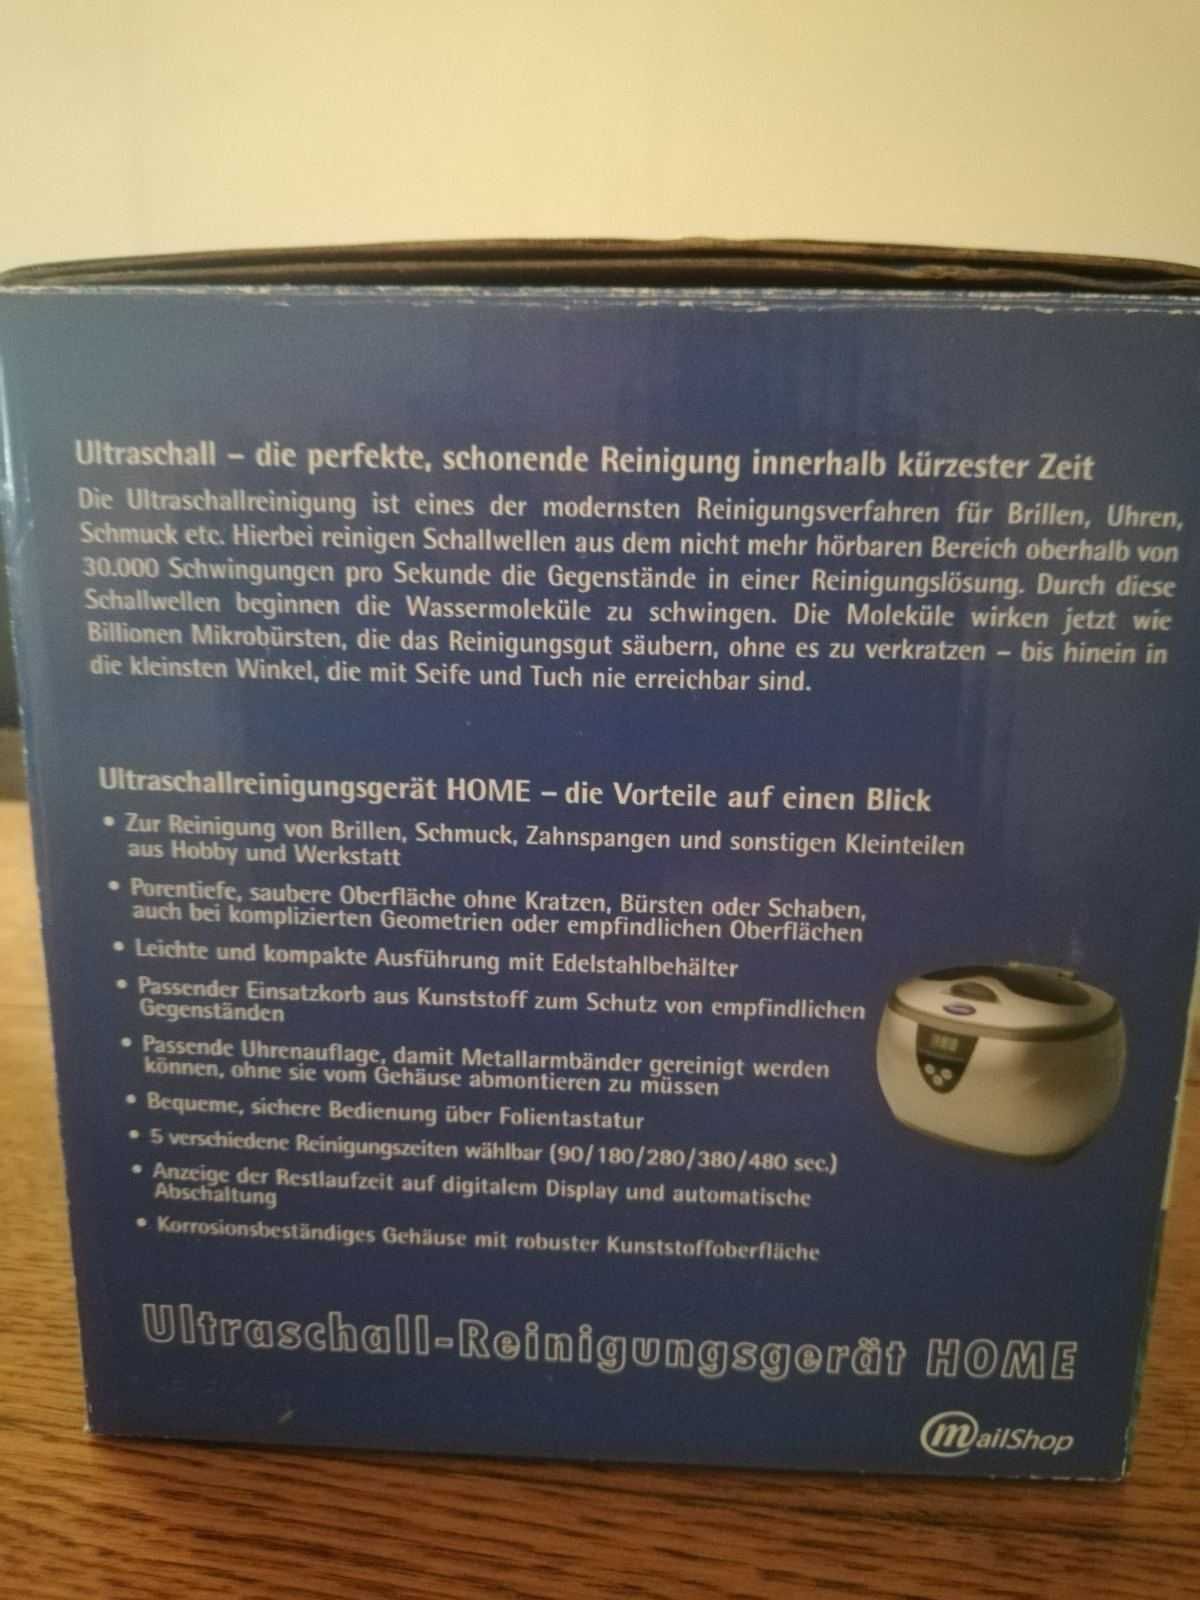 Ultraschall – die perfekte, schonende Reinigung innerhalb kürzester Zeit
Die Ultraschallreinigung ist eines der modernsten Reinigungsverfahren für Brillen, Uhren,
Schmuck etc. Hierbei reinigen Schallwellen aus dem nicht mehr hörbaren Bereich oberhalb von
30.000 Schwingungen pro Sekunde die Gegenstände in einer Reinigungslösung. Durch diese
Schallwellen beginnen die Wassermoleküle zu schwingen. Die Moleküle wirken jetzt wie
Billionen Mikrobürsten, die das Reinigungsgut säubern, ohne es zu verkratzen – bis hinein in
die kleinsten Winkel, die mit Seife und Tuch nie erreichbar sind.
Ultraschallreinigungsgerät HOME – die Vorteile auf einen Blick
• Zur Reinigung von Brillen, Schmuck, Zahnspangen und sonstigen Kleinteilen
aus Hobby und Werkstatt
• Porentiefe, saubere Oberfläche ohne Kratzen, Bürsten oder Schaben,
auch bei komplizierten Geometrien oder empfindlichen Oberflächen
• Leichte und kompakte Ausführung mit Edelstahlbehälter
• Passender Einsatzkorb aus Kunststoff zum Schutz von empfindlichen
Gegenständen
• Passende Uhrenauflage, damit Metallarmbänder gereinigt werden
können, ohne sie vom Gehäuse abmontieren zu müssen
• Bequeme, sichere Bedienung über Folientastatur
• 5 verschiedene Reinigungszeiten wählbar (90/180/280/380/480 sec.)
• Anzeige der Restlaufzeit auf digitalem Display und automatische
Abschaltung
• Korrosionsbeständiges Gehäuse mit robuster Kunststoffoberfläche
Ultraschall-Reinigungsgerät HOME
mailShop